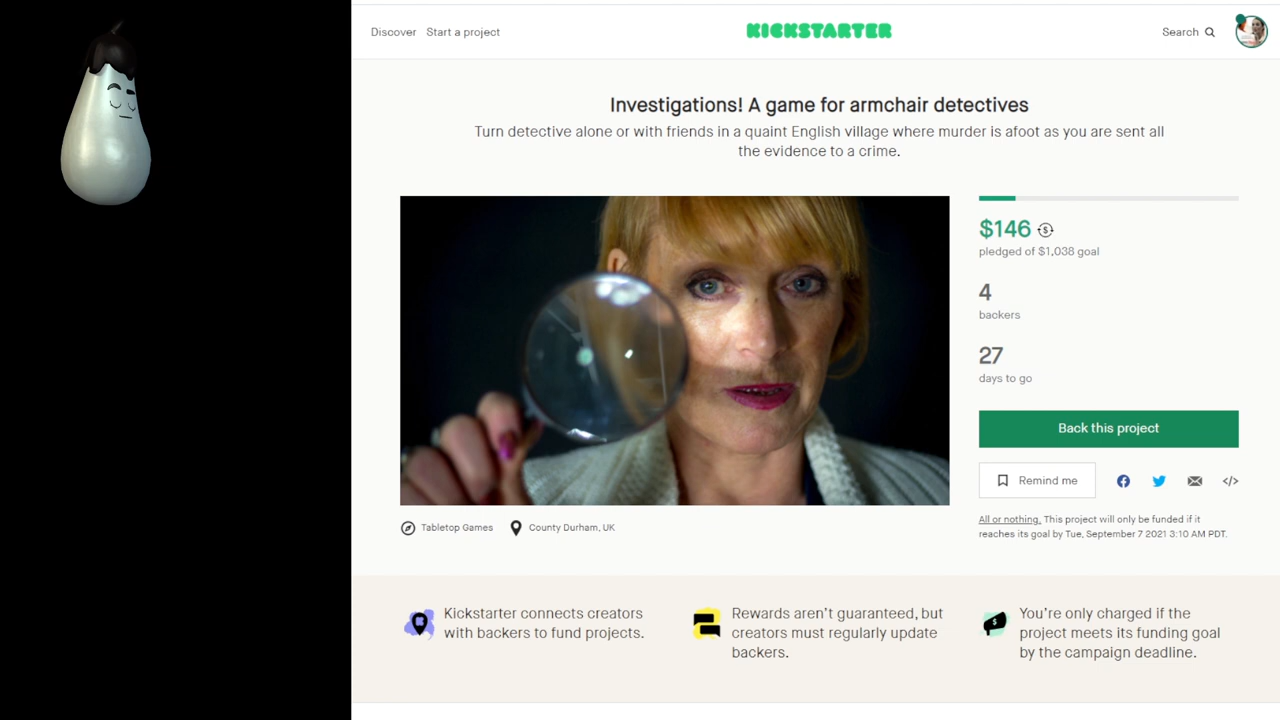 Discover Start a project
KICKSTARTER
Search
Investigations! A game for armchair detectives
Turn detective alone or with friends in a quaint English village where murder is afoot as you are sent all
the evidence to a crime.
$146
pledged of $1,038 goal
4
backers
27
days to go
Back this project
Remind me
</>
All or nothing. This project will only be funded if it
reaches its goal by Tue, September 7 2021 3:10 AM PDT.
Tabletop Games County Durham, UK
Kickstarter connects creators
with backers to fund projects.
Rewards aren't guaranteed, but
creators must regularly update
backers.
You're only charged if the
project meets its funding goal
by the campaign deadline.